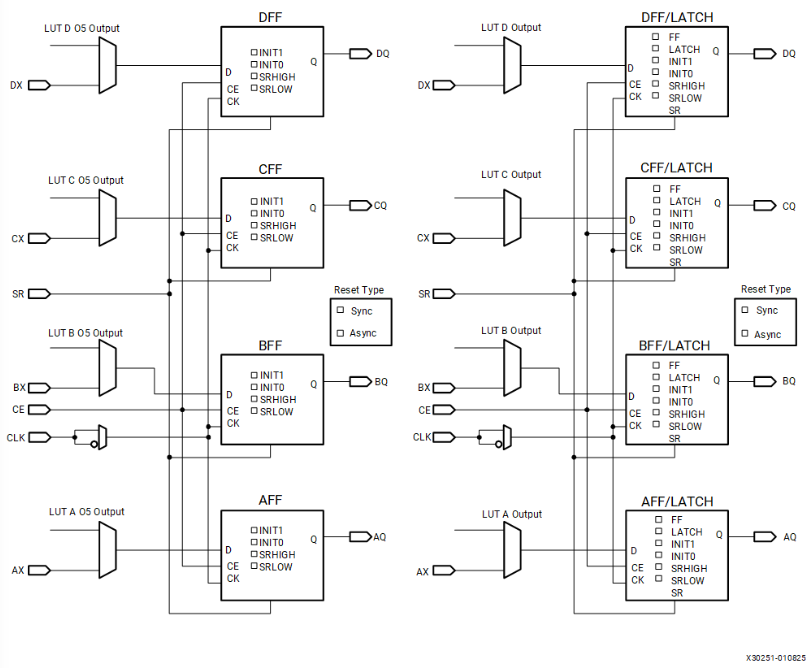 DFF
LUT D O5 Output
INIT1
INIT0
SRHIGH
SRLOW
D
CE
CK
Q
DQ
DX
CFF
LUT C O5 Output
INIT1
INIT0
SRHIGH
SRLOW
D
CE
CK
Q
CQ
CX
SR
Reset Type
Sync
Async
BFF
LUT B O5 Output
INIT1
INIT0
SRHIGH
SRLOW
D
CE
CK
Q
BQ
BX
CE
CLK
AFF
LUT A O5 Output
INIT1
INIT0
SRHIGH
SRLOW
D
CE
CK
Q
AQ
AX
DFF/LATCH
LUT D Output
FF
LATCH
INIT1
INIT0
SRHIGH
SRLOW
SR
D
CE
CK
Q
DQ
DX
CFF/LATCH
LUT C Output
FF
LATCH
INIT1
INIT0
SRHIGH
SRLOW
SR
D
CE
CK
Q
CQ
CX
SR
Reset Type
Sync
Async
BFF/LATCH
LUT B Output
FF
LATCH
INIT1
INIT0
SRHIGH
SRLOW
SR
D
CE
CK
Q
BQ
BX
CE
CLK
AFF/LATCH
LUT A Output
FF
LATCH
INIT1
INIT0
SRHIGH
SRLOW
SR
D
CE
CK
Q
AQ
AX
X30251-010825